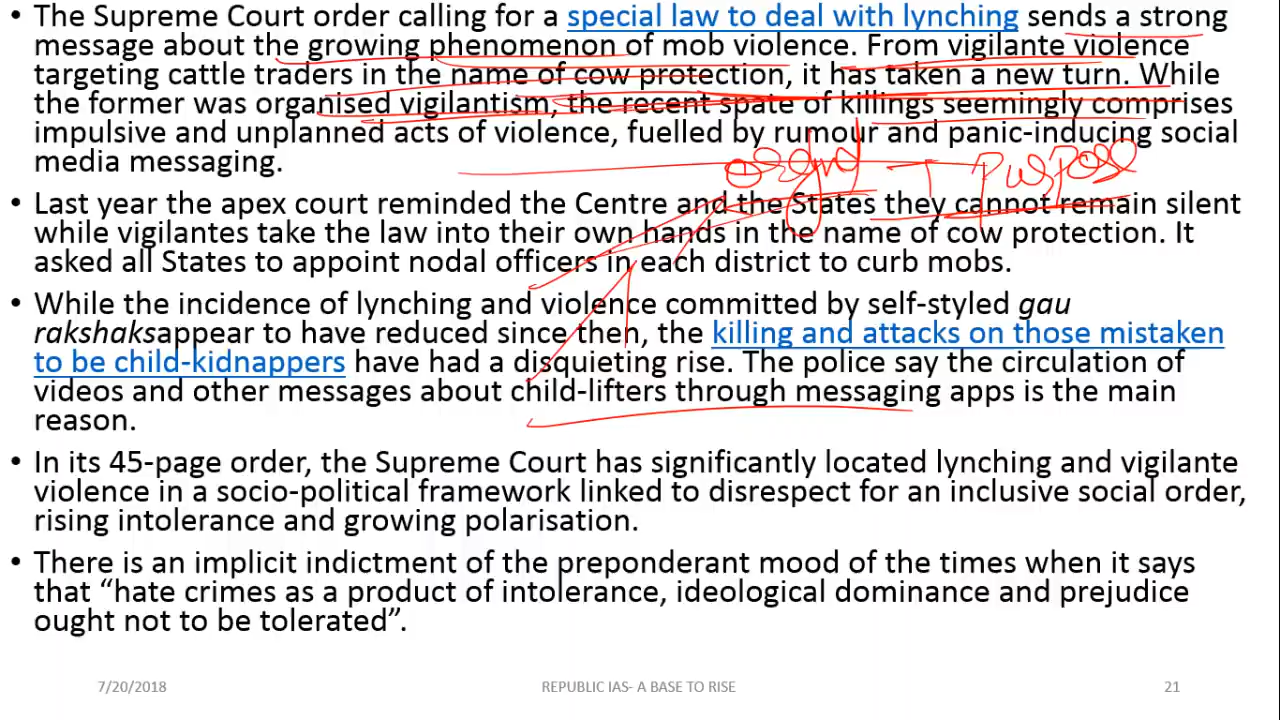 • The Supreme Court order calling for a special law to deal with lynching sends a strong
message about the growing phenomenon of mob violence. From vigilante violence
targeting cattle traders in the name of cow protection, it has taken a new turn. While
the former was organised vigilantism, the recent spate of killings seemingly comprises
impulsive and unplanned acts of violence, fuelled by rumour and panic-inducing social
media messaging.
Purpose
• Last year the apex court reminded the Centre and the States they cannot remain silent
while vigilantes take the law into their own hands in the name of cow protection. It
asked all States to appoint nodal officers in each district to curb mobs.
• While the incidence of lynching and violence committed by self-styled gau
rakshaksappear to have reduced since then, the killing and attacks on those mistaken
to be child-kidnappers have had a disquieting rise. The police say the circulation of
videos and other messages about child-lifters through messaging apps is the main
reason.
• In its 45-page order, the Supreme Court has significantly located lynching and vigilante
violence in a socio-political framework linked to disrespect for an inclusive social order,
rising intolerance and growing polarisation.
• There is an implicit indictment of the preponderant mood of the times when it says
that “hate crimes as a product of intolerance, ideological dominance and prejudice
ought not to be tolerated”.
7/20/2018
REPUBLIC IAS- A BASE TO RISE
21